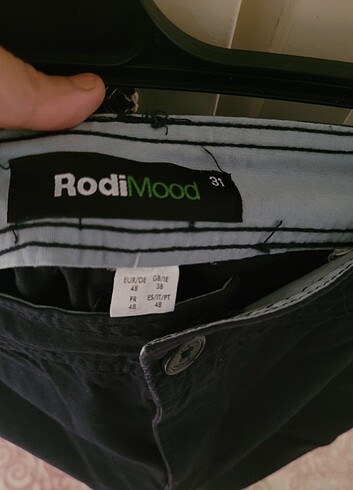 RodiMood 31
EUR/DE GB/IE
48 38
FR ES/IT/PT
48 48